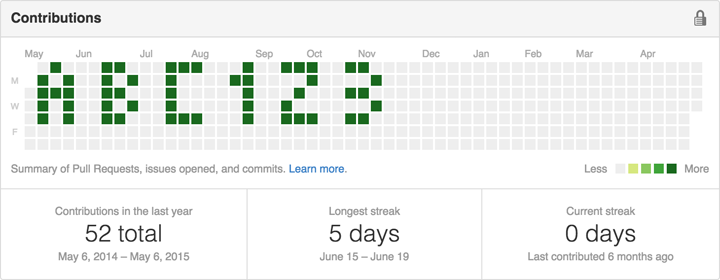 Contributions
May Jun Jul Aug Sep Oct Nov Dec Jan Feb Mar Apr
M
W
F
ABC123
Summary of Pull Requests, issues opened, and commits. Learn more.
Less More
Contributions in the last year
52 total
May 6, 2014 – May 6, 2015
Longest streak
5 days
June 15 – June 19
Current streak
0 days
Last contributed 6 months ago